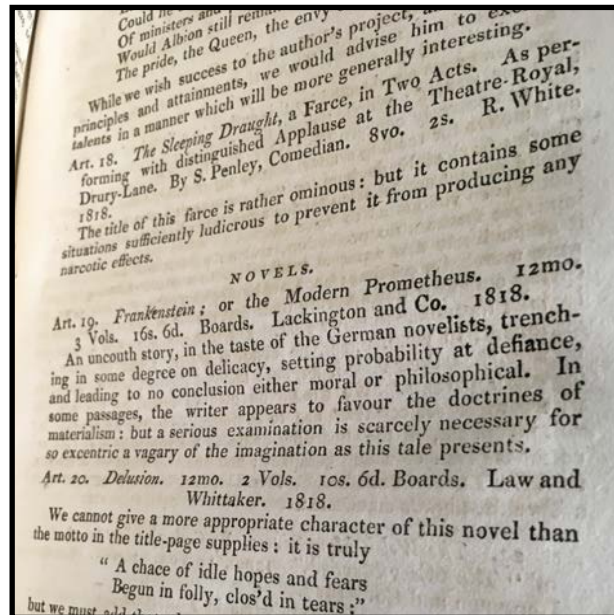 Could he
Of ministers and
Would Albion still rema
The pride, the Queen, the envy
While we wish success to the author's project,
principles and attainments, we would advise him to
talents in a manner which will be more generally interesting.
Art. 18. The Sleeping Draught, a Farce, in Two Acts. As per-
forming with distinguished Applause at the Theatre-Royal,
Drury-Lane. By S. Penley, Comedian. 8vo. 2s. R. White.
1818.
The title of this farce is rather ominous: but it contains some
situations sufficiently ludicrous to prevent it from producing any
narcotic effects.
NOVELS.
Art. 19. Frankenstein; or the Modern Prometheus. 12mo.
3 Vols. 16s. 6d. Boards. Lackington and Co. 1818.
An uncouth story, in the taste of the German novelists, trench-
ing in some degree on delicacy, setting probability at defiance,
and leading to no conclusion either moral or philosophical. In
some passages, the writer appears to favour the doctrines of
materialism: but a serious examination is scarcely necessary for
so excentric a vagary of the imagination as this tale presents.
Art. 20. Delusion. 12mo. 2 Vols. 10s. 6d. Boards. Law and
Whittaker. 1818.
We cannot give a more appropriate character of this novel than
the motto in the title-page supplies: it is truly
“ A chace of idle hopes and fears
Begun in folly, clos'd in tears;”
but we must add